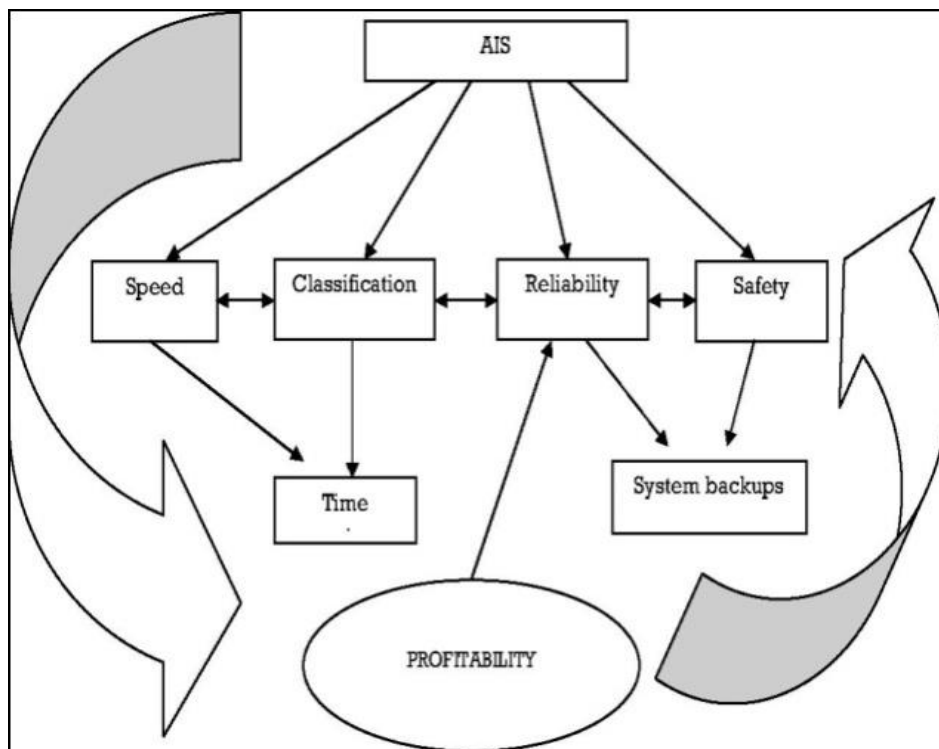 AIS
Speed
Classification
Reliability
Safety
Time
.
System backups
PROFITABILITY